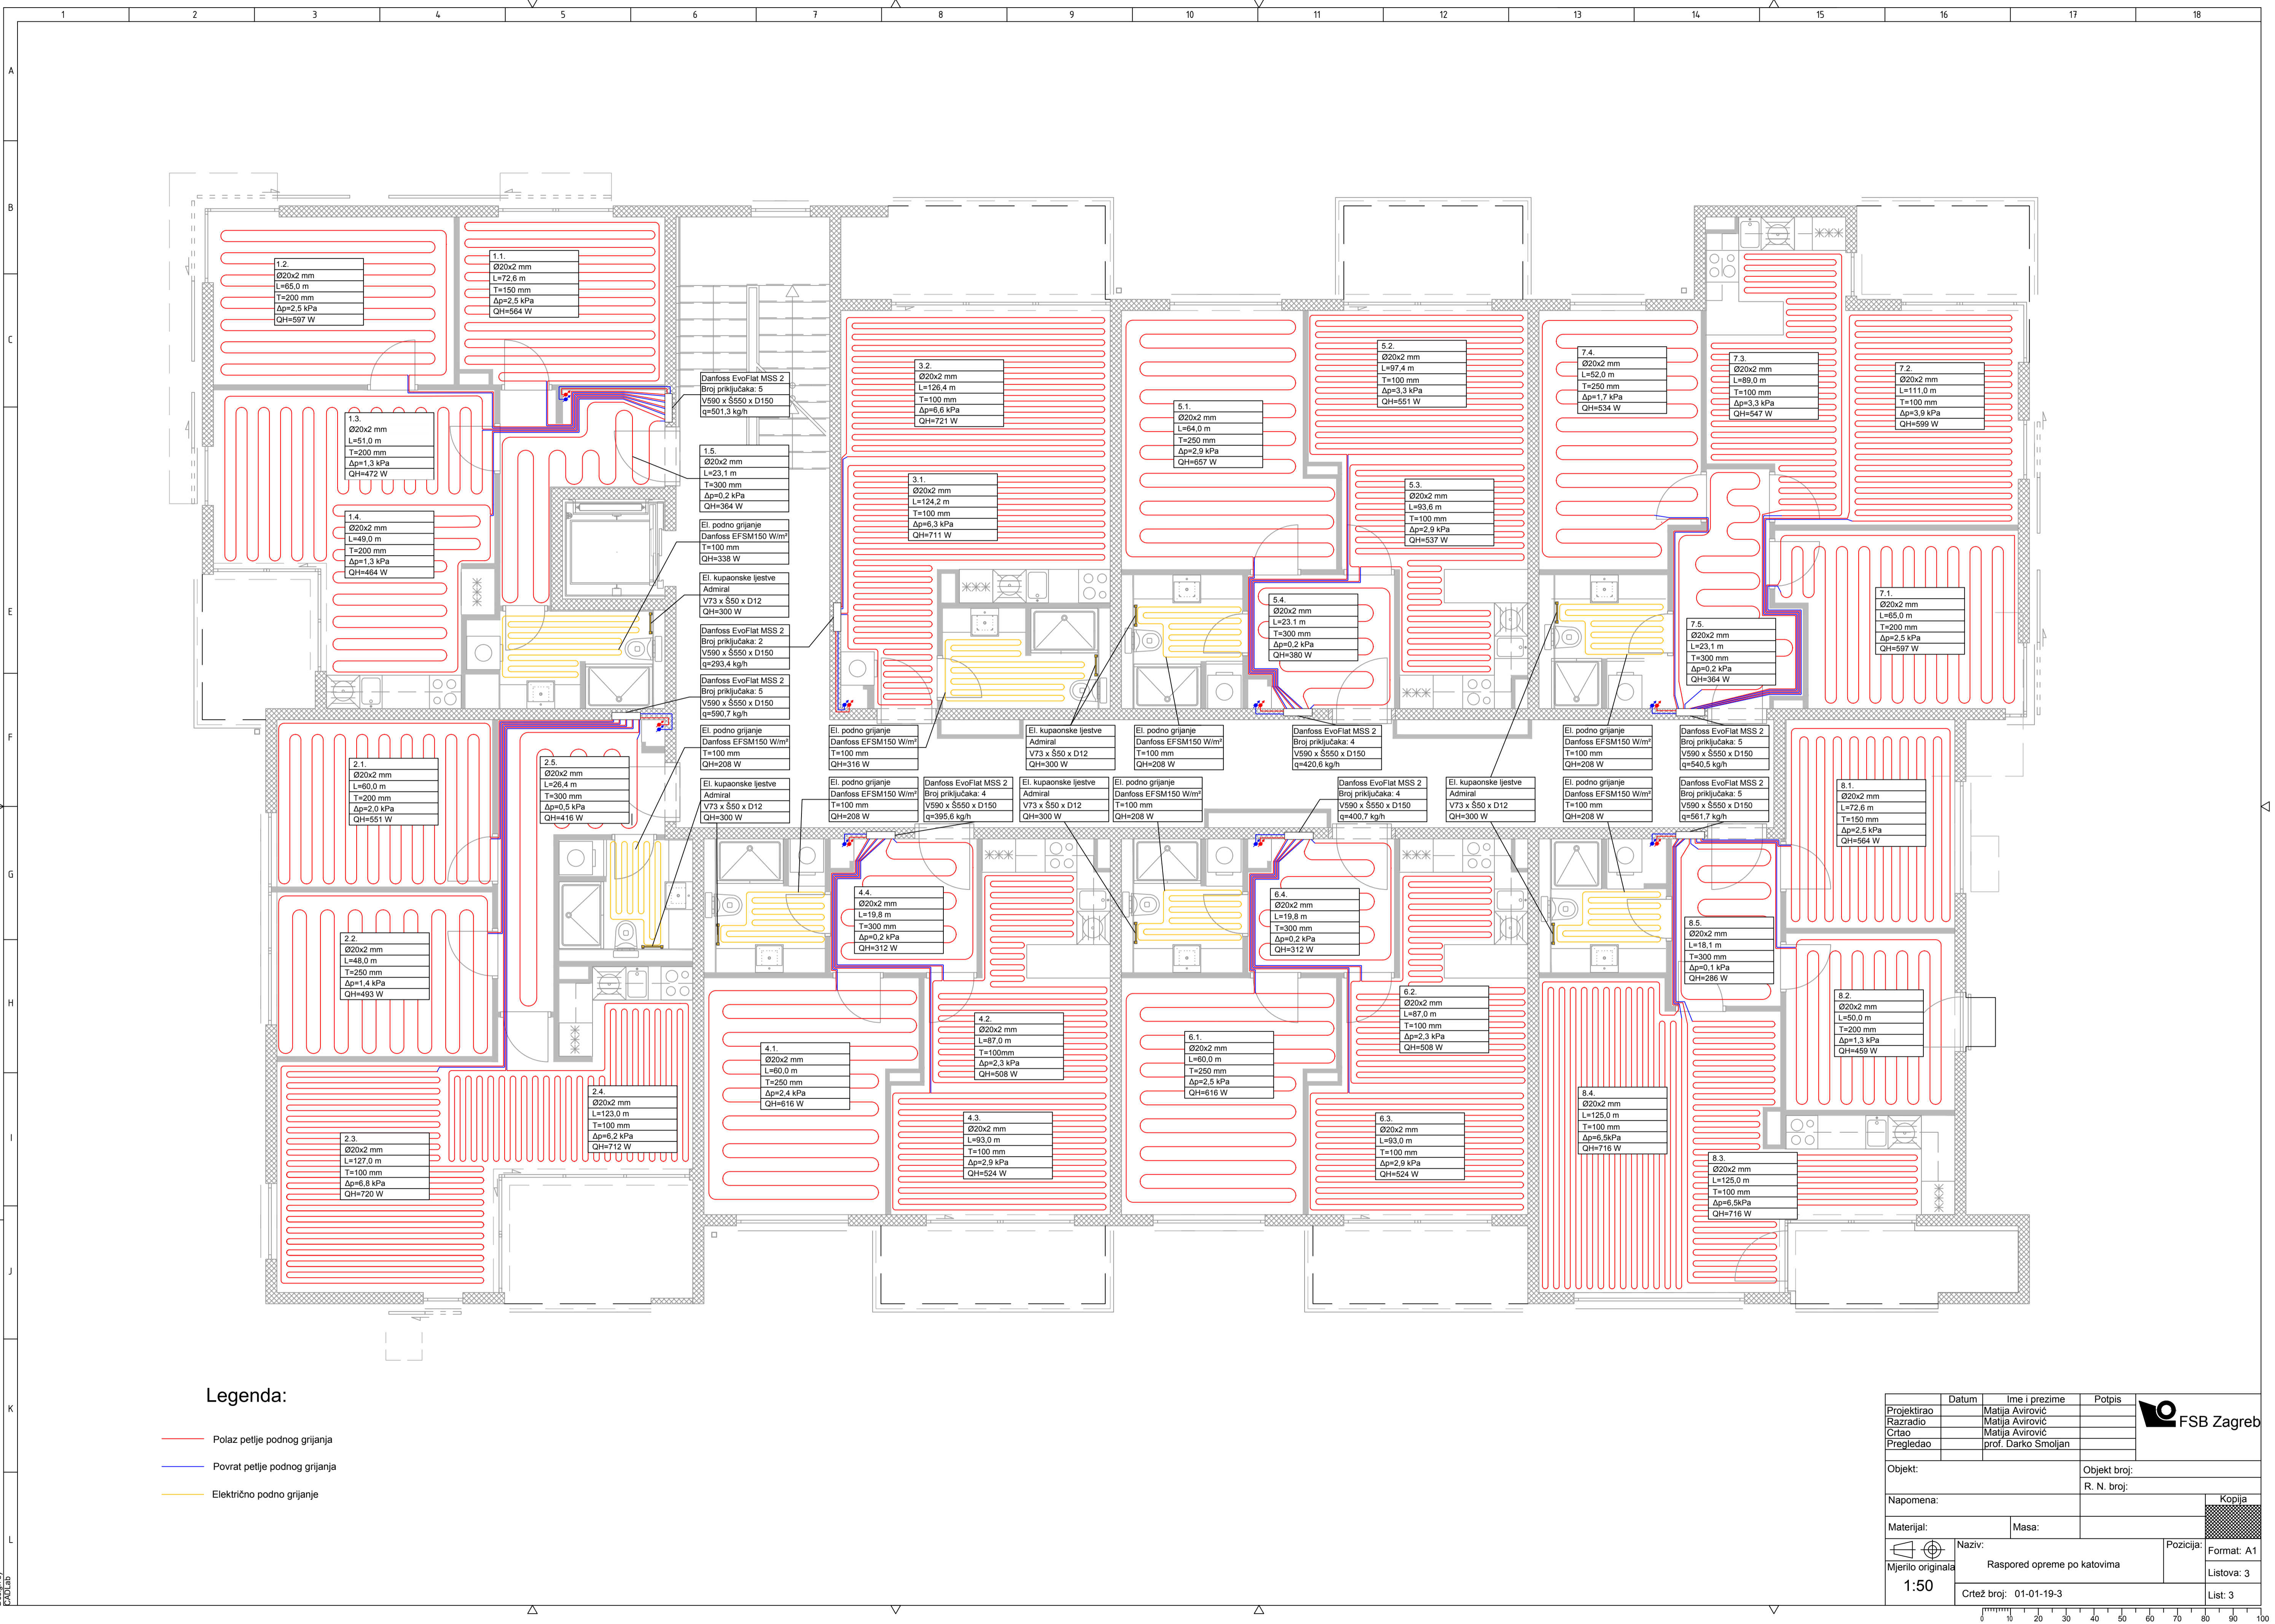 1 2 3 4 5 6 7 8 9 10 11 12 13 14 15 16 17 18
A
B
C
E
F
G
H
I
J
K
L
1.2.
Ø20x2 mm
L=65,0 m
T=200 mm
Δp=2,5 kPa
QH=597 W
1.1.
Ø20x2 mm
L=72,6 m
T=150 mm
Δp=2,5 kPa
QH=564 W
1.3.
Ø20x2 mm
L=51,0 m
T=200 mm
Δp=1,3 kPa
QH=472 W
1.4.
Ø20x2 mm
L=49,0 m
T=200 mm
Δp=1,3 kPa
QH=464 W
Danfoss EvoFlat MSS 2
Broj priključaka: 5
V590 x Š550 x D150
q=501,3 kg/h
1.5.
Ø20x2 mm
L=23,1 m
T=300 mm
Δp=0,2 kPa
QH=364 W
El. podno grijanje
Danfoss EFSM150 W/m²
T=100 mm
QH=338 W
El. kupaonske ljestve
Admiral
V73 x Š50 x D12
QH=300 W
Danfoss EvoFlat MSS 2
Broj priključaka: 2
V590 x Š550 x D150
q=293,4 kg/h
Danfoss EvoFlat MSS 2
Broj priključaka: 5
V590 x Š550 x D150
q=590,7 kg/h
El. podno grijanje
Danfoss EFSM150 W/m²
T=100 mm
QH=208 W
El. kupaonske ljestve
Admiral
V73 x Š50 x D12
QH=300 W
3.2.
Ø20x2 mm
L=126,4 m
T=100 mm
Δp=6,6 kPa
QH=721 W
3.1.
Ø20x2 mm
L=124,2 m
T=100 mm
Δp=6,3 kPa
QH=711 W
5.1.
Ø20x2 mm
L=64,0 m
T=250 mm
Δp=2,9 kPa
QH=657 W
5.2.
Ø20x2 mm
L=97,4 m
T=100 mm
Δp=3,3 kPa
QH=551 W
5.3.
Ø20x2 mm
L=93,6 m
T=100 mm
Δp=2,9 kPa
QH=537 W
5.4.
Ø20x2 mm
L=23.1 m
T=300 mm
Δp=0,2 kPa
QH=380 W
7.4.
Ø20x2 mm
L=52,0 m
T=250 mm
Δp=1,7 kPa
QH=534 W
7.3.
Ø20x2 mm
L=89,0 m
T=100 mm
Δp=3,3 kPa
QH=547 W
7.2.
Ø20x2 mm
L=111,0 m
T=100 mm
Δp=3,9 kPa
QH=599 W
7.1.
Ø20x2 mm
L=65,0 m
T=200 mm
Δp=2,5 kPa
QH=597 W
7.5.
Ø20x2 mm
L=23,1 m
T=300 mm
Δp=0,2 kPa
QH=364 W
El. podno grijanje
Danfoss EFSM150 W/m²
T=100 mm
QH=316 W
El. kupaonske ljestve
Admiral
V73 x Š50 x D12
QH=300 W
El. podno grijanje
Danfoss EFSM150 W/m²
T=100 mm
QH=208 W
Danfoss EvoFlat MSS 2
Broj priključaka: 4
V590 x Š550 x D150
q=420,6 kg/h
El. podno grijanje
Danfoss EFSM150 W/m²
T=100 mm
QH=208 W
Danfoss EvoFlat MSS 2
Broj priključaka: 5
V590 x Š550 x D150
q=540,5 kg/h
El. podno grijanje
Danfoss EFSM150 W/m²
T=100 mm
QH=208 W
Danfoss EvoFlat MSS 2
Broj priključaka: 4
V590 x Š550 x D150
q=395,6 kg/h
El. kupaonske ljestve
Admiral
V73 x Š50 x D12
QH=300 W
El. podno grijanje
Danfoss EFSM150 W/m²
T=100 mm
QH=208 W
Danfoss EvoFlat MSS 2
Broj priključaka: 4
V590 x Š550 x D150
q=400,7 kg/h
El. kupaonske ljestve
Admiral
V73 x Š50 x D12
QH=300 W
El. podno grijanje
Danfoss EFSM150 W/m²
T=100 mm
QH=208 W
Danfoss EvoFlat MSS 2
Broj priključaka: 5
V590 x Š550 x D150
q=561,7 kg/h
2.1.
Ø20x2 mm
L=60,0 m
T=200 mm
Δp=2,0 kPa
QH=551 W
2.5.
Ø20x2 mm
L=26,4 m
T=300 mm
Δp=0,5 kPa
QH=416 W
2.2.
Ø20x2 mm
L=48,0 m
T=250 mm
Δp=1,4 kPa
QH=493 W
2.4.
Ø20x2 mm
L=123,0 m
T=100 mm
Δp=6,2 kPa
QH=712 W
2.3.
Ø20x2 mm
L=127,0 m
T=100 mm
Δp=6,8 kPa
QH=720 W
4.4.
Ø20x2 mm
L=19,8 m
T=300 mm
Δp=0,2 kPa
QH=312 W
4.1.
Ø20x2 mm
L=60,0 m
T=250 mm
Δp=2,4 kPa
QH=616 W
4.2.
Ø20x2 mm
L=87,0 m
T=100mm
Δp=2,3 kPa
QH=508 W
4.3.
Ø20x2 mm
L=93,0 m
T=100 mm
Δp=2,9 kPa
QH=524 W
6.4.
Ø20x2 mm
L=19,8 m
T=300 mm
Δp=0,2 kPa
QH=312 W
6.1.
Ø20x2 mm
L=60,0 m
T=250 mm
Δp=2,5 kPa
QH=616 W
6.2.
Ø20x2 mm
L=87,0 m
T=100 mm
Δp=2,3 kPa
QH=508 W
6.3.
Ø20x2 mm
L=93,0 m
T=100 mm
Δp=2,9 kPa
QH=524 W
8.1.
Ø20x2 mm
L=72,6 m
T=150 mm
Δp=2,5 kPa
QH=564 W
8.5.
Ø20x2 mm
L=18,1 m
T=300 mm
Δp=0,1 kPa
QH=286 W
8.2.
Ø20x2 mm
L=50,0 m
T=200 mm
Δp=1,3 kPa
QH=459 W
8.4.
Ø20x2 mm
L=125,0 m
T=100 mm
Δp=6,5kPa
QH=716 W
8.3.
Ø20x2 mm
L=125,0 m
T=100 mm
Δp=6,5kPa
QH=716 W
Legenda:
Polaz petlje podnog grijanja
Povrat petlje podnog grijanja
Električno podno grijanje
Datum Ime i prezime Potpis
Projektirao Matija Avirović
Razradio Matija Avirović
Crtao Matija Avirović
Pregledao prof. Darko Smoljan
FSB Zagreb
Objekt:
Objekt broj:
R. N. broj:
Napomena:
Kopija
Materijal:
Masa:
Naziv:
Raspored opreme po katovima
Pozicija:
Format: A1
Mjerilo originala
1:50
Listova: 3
Crtež broj: 01-01-19-3
List: 3
CADLab
0 10 20 30 40 50 60 70 80 90 100